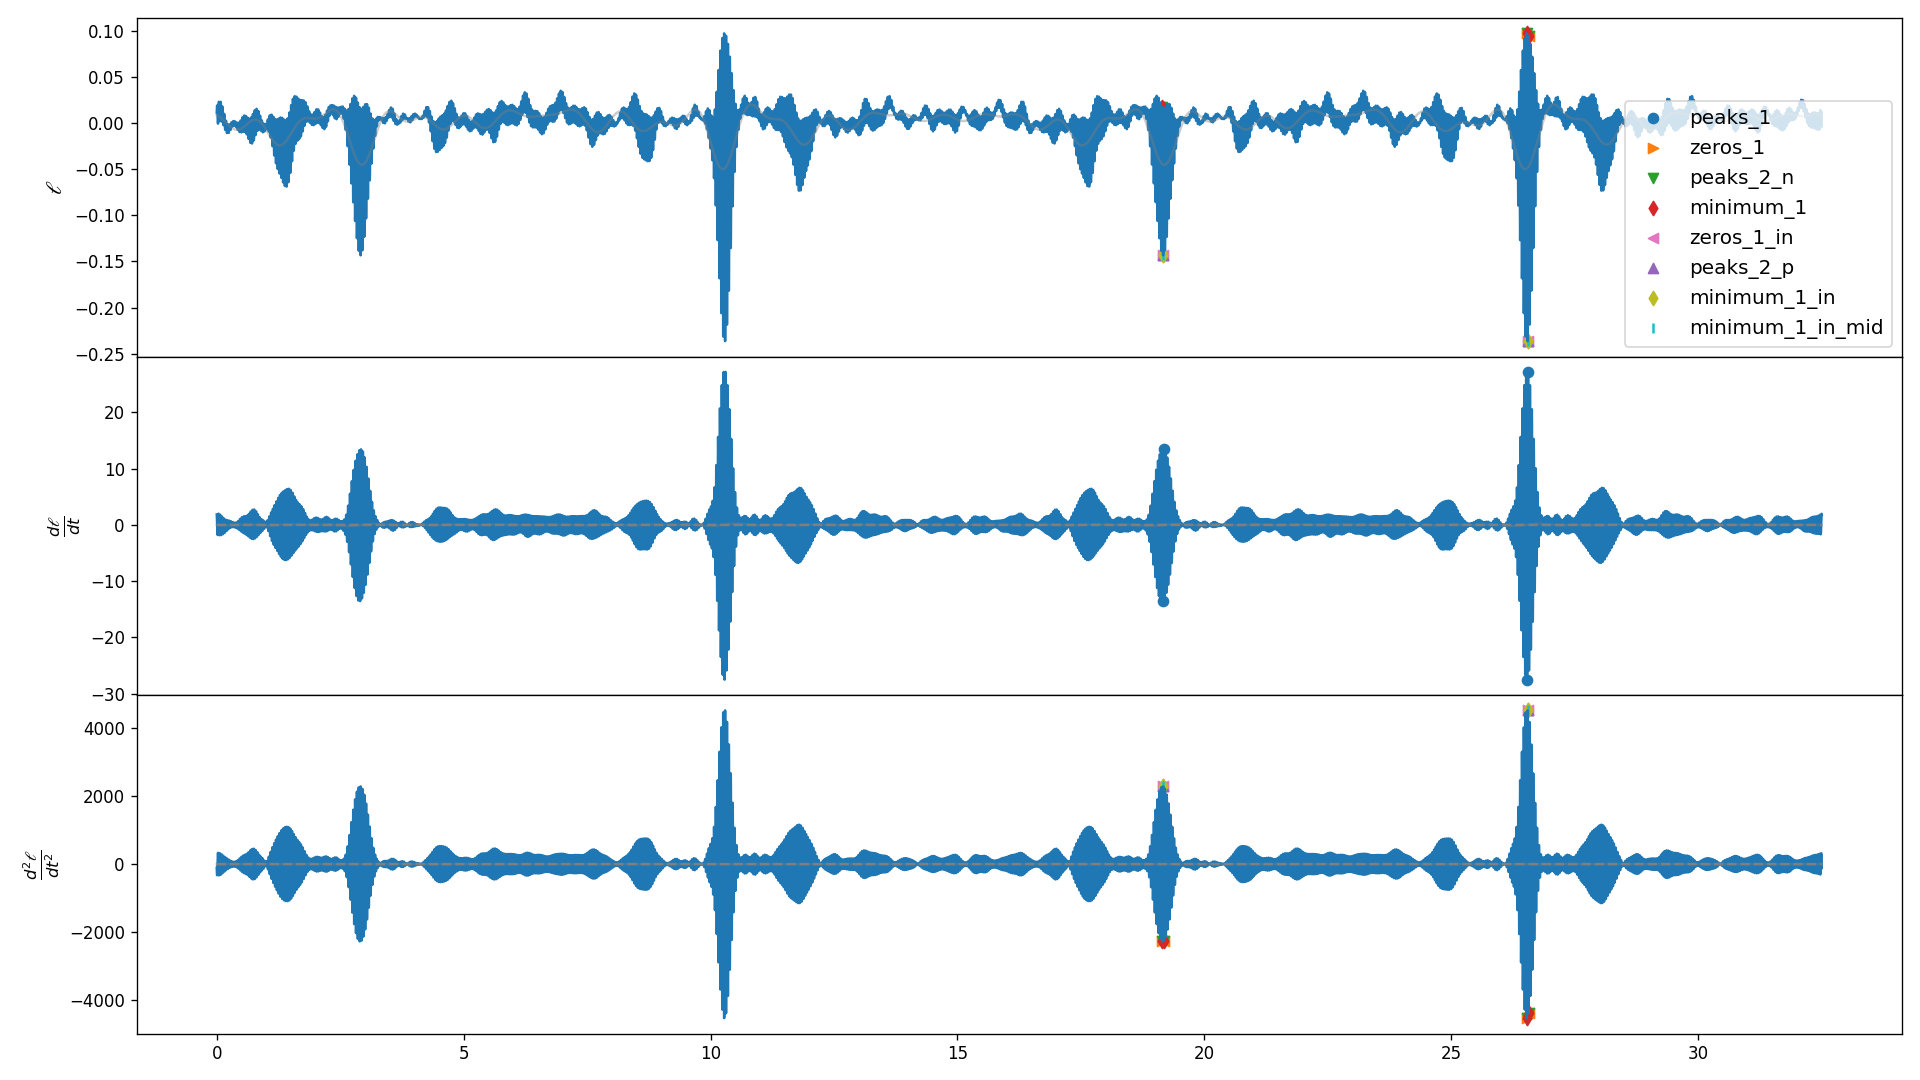 0.10
0.05
0.00
−0.05
−0.10
−0.15
−0.20
−0.25
ℓ
peaks_1
zeros_1
peaks_2_n
minimum_1
zeros_1_in
peaks_2_p
minimum_1_in
minimum_1_in_mid
20
10
0
−10
−20
−30
dℓ
dt
4000
2000
0
−2000
−4000
d²ℓ
dt²
0 5 10 15 20 25 30